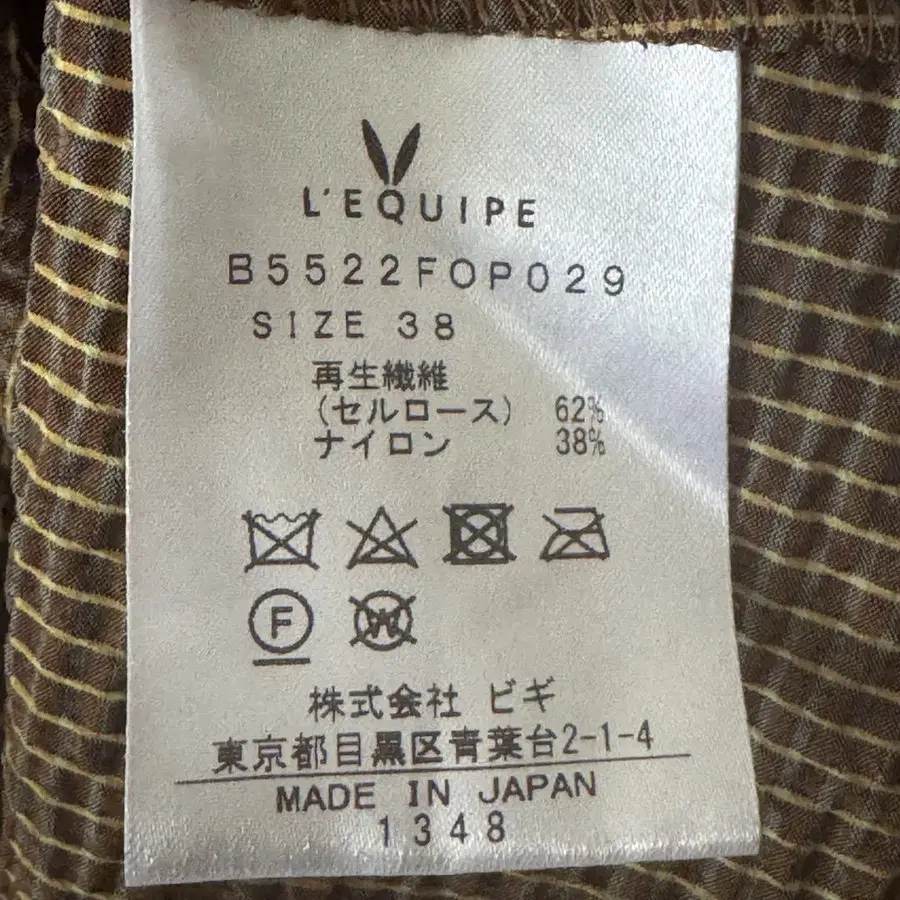 L'EQUIPE
B5522FOP029
SIZE 38
再生繊維
(セルロース) 62%
ナイロン 38%
F
W
株式会社 ビギ
東京都目黒区青葉台2-1-4
MADE IN JAPAN
1348